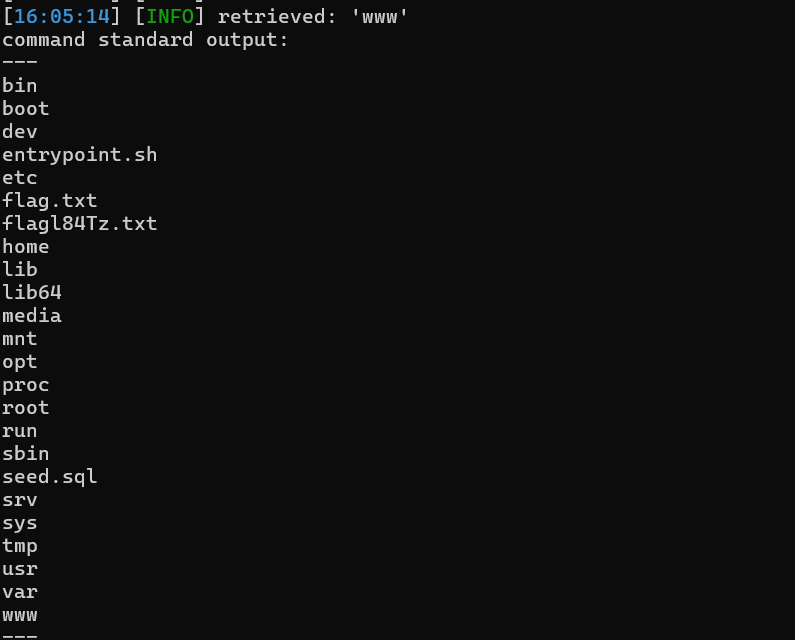 [16:05:14] [INFO] retrieved: 'www'
command standard output:
---
bin
boot
dev
entrypoint.sh
etc
flag.txt
flagl84Tz.txt
home
lib
lib64
media
mnt
opt
proc
root
run
sbin
seed.sql
srv
sys
tmp
usr
var
www
---